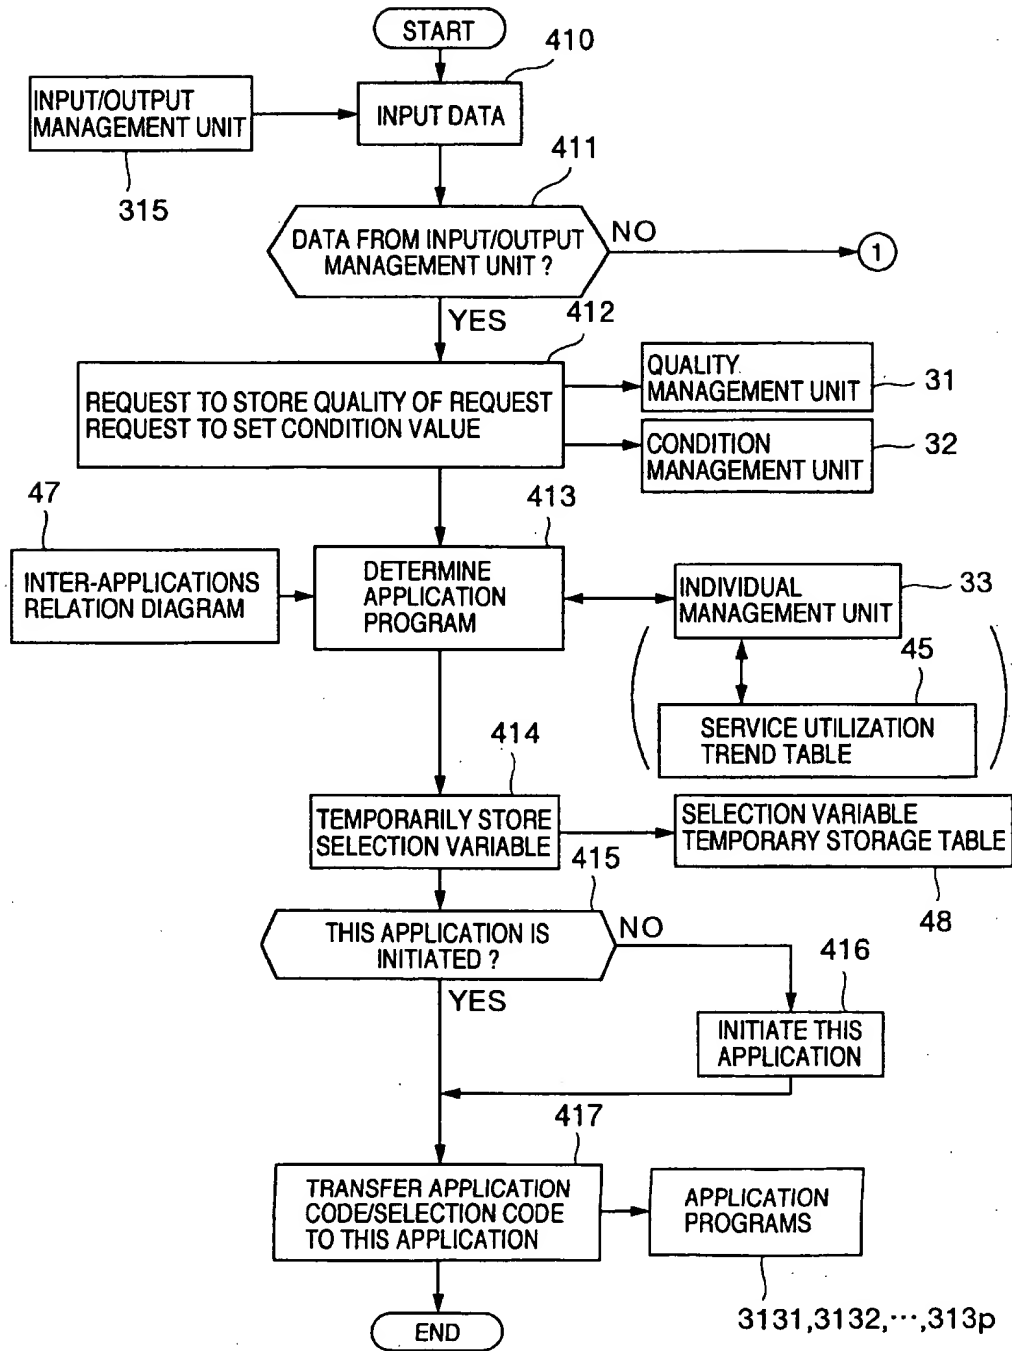 START
410
INPUT/OUTPUT
MANAGEMENT UNIT
INPUT DATA
315
411
DATA FROM INPUT/OUTPUT
MANAGEMENT UNIT ?
NO
1
YES
412
REQUEST TO STORE QUALITY OF REQUEST
REQUEST TO SET CONDITION VALUE
QUALITY
MANAGEMENT UNIT
31
CONDITION
MANAGEMENT UNIT
32
47
413
INTER-APPLICATIONS
RELATION DIAGRAM
DETERMINE
APPLICATION
PROGRAM
INDIVIDUAL
MANAGEMENT UNIT
33
45
SERVICE UTILIZATION
TREND TABLE
414
TEMPORARILY STORE
SELECTION VARIABLE
SELECTION VARIABLE
TEMPORARY STORAGE TABLE
48
415
THIS APPLICATION IS
INITIATED ?
NO
YES
416
INITIATE THIS
APPLICATION
417
TRANSFER APPLICATION
CODE/SELECTION CODE
TO THIS APPLICATION
APPLICATION
PROGRAMS
3131,3132,···,313p
END